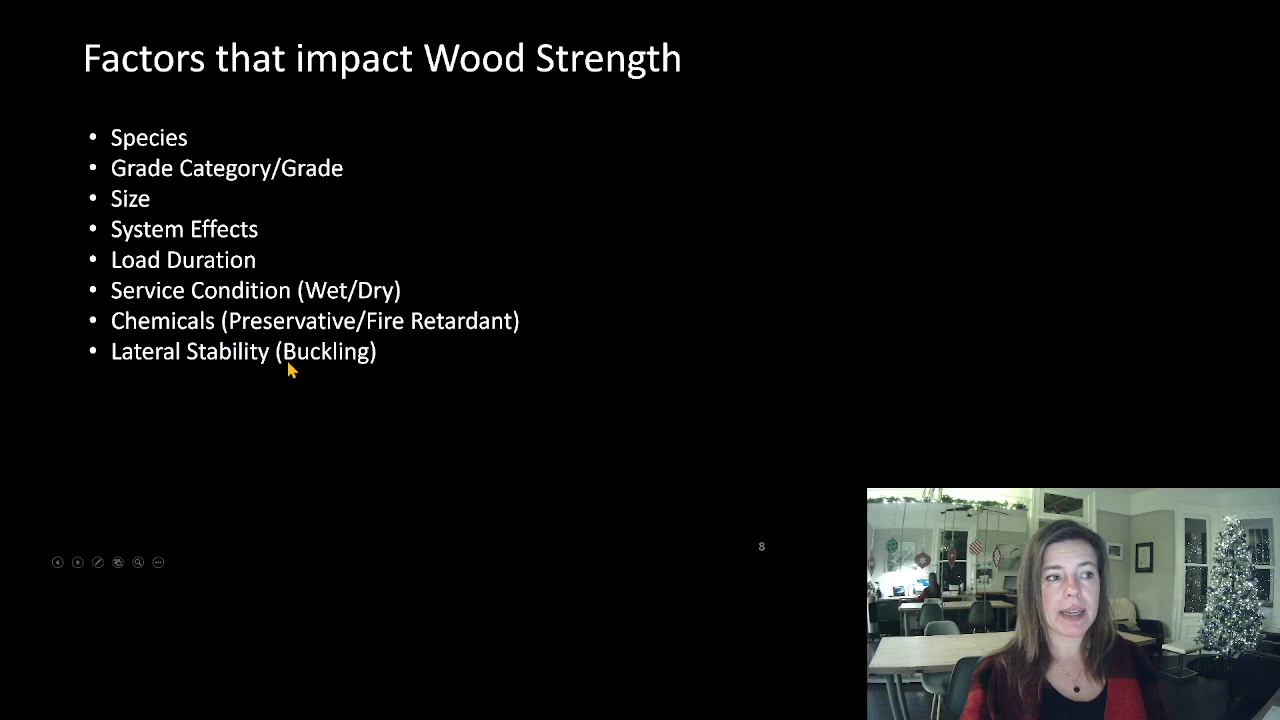 Factors that impact Wood Strength
• Species
• Grade Category/Grade
• Size
• System Effects
• Load Duration
• Service Condition (Wet/Dry)
• Chemicals (Preservative/Fire Retardant)
• Lateral Stability (Buckling)
8